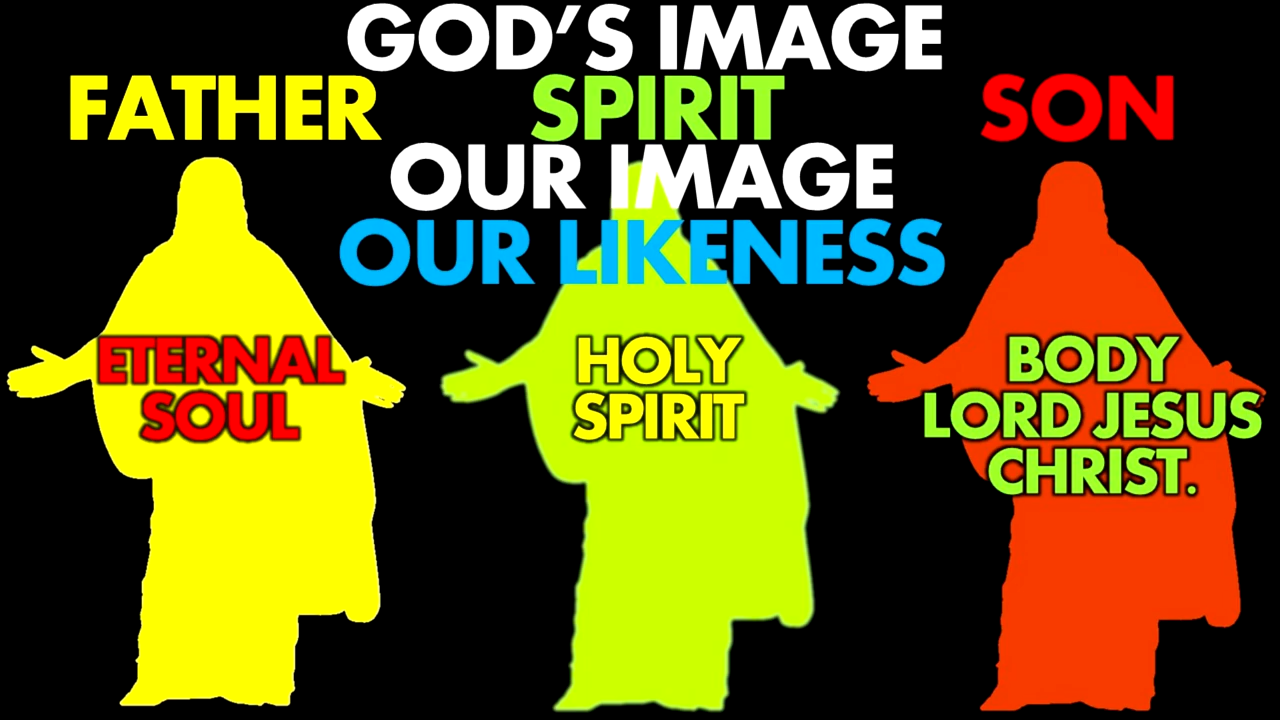 GOD'S IMAGE
FATHER SPIRIT SON
OUR IMAGE
OUR LIKENESS
ETERNAL
SOUL
HOLY
SPIRIT
BODY
LORD JESUS
CHRIST.